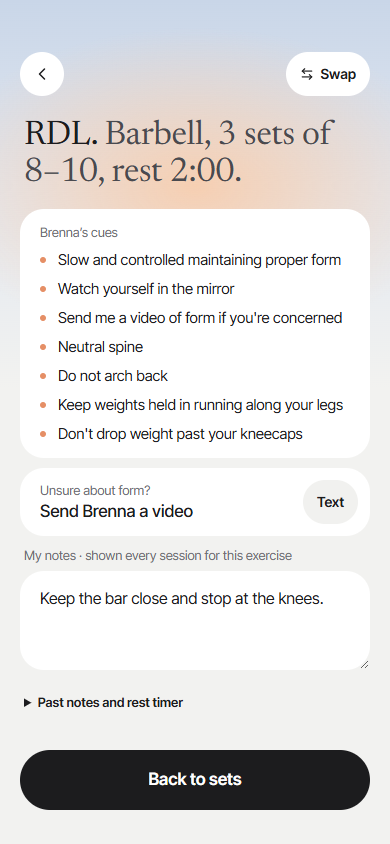 Swap
RDL. Barbell, 3 sets of
8–10, rest 2:00.
Brenna's cues
Slow and controlled maintaining proper form
Watch yourself in the mirror
Send me a video of form if you're concerned
Neutral spine
Do not arch back
Keep weights held in running along your legs
Don't drop weight past your kneecaps
Unsure about form?
Send Brenna a video
Text
My notes · shown every session for this exercise
Keep the bar close and stop at the knees.
Past notes and rest timer
Back to sets